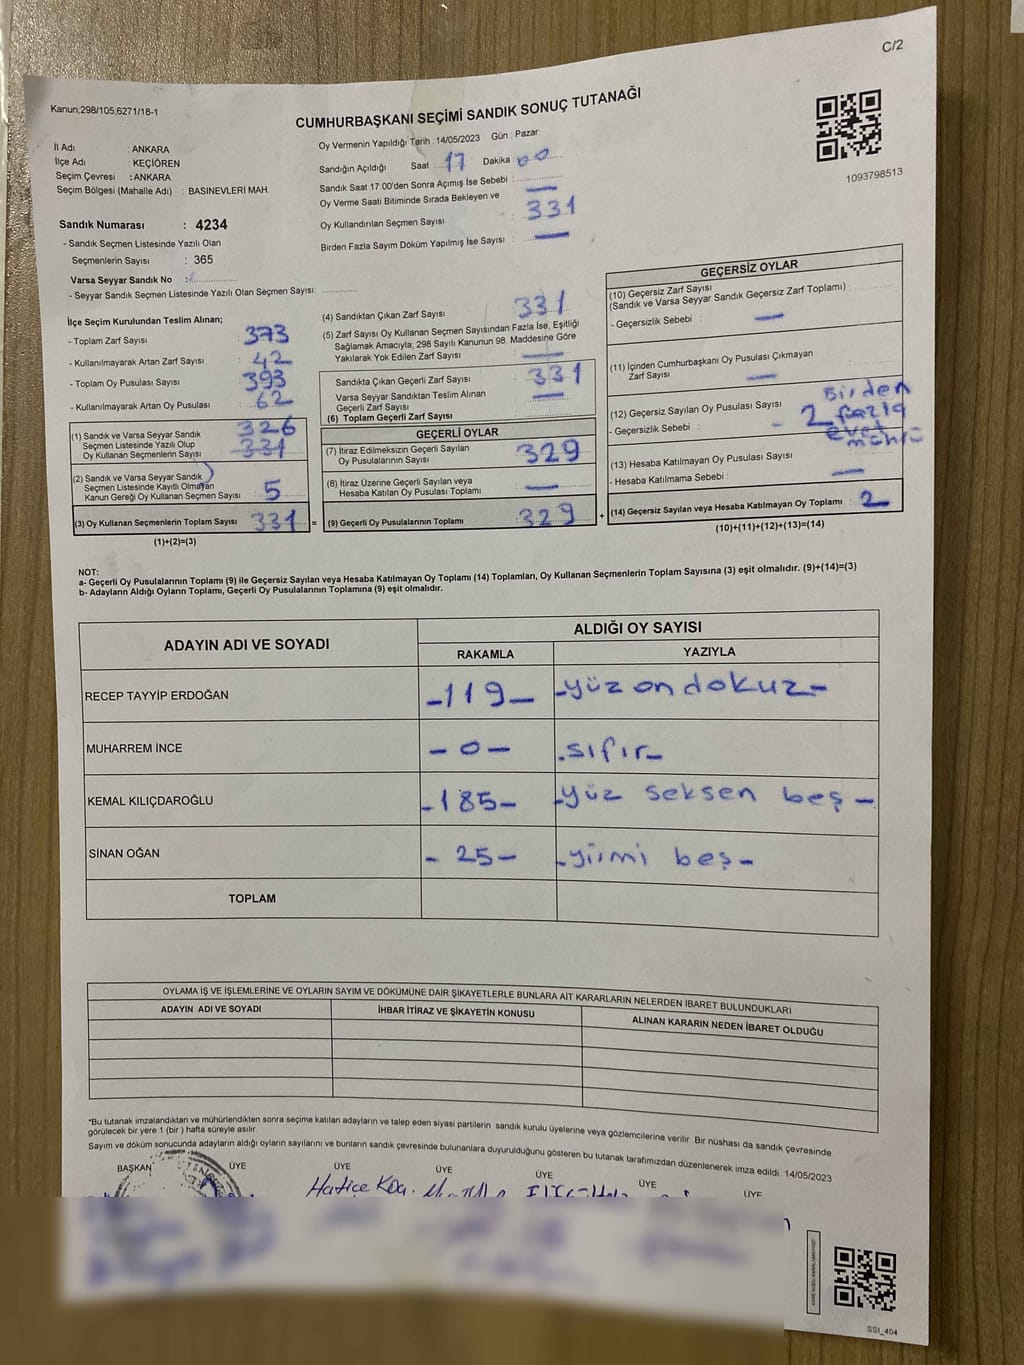 C/2
Kanun;298/105;6271/18-1
CUMHURBAŞKANI SEÇİMİ SANDIK SONUÇ TUTANAĞI
1093798513
İl Adı : ANKARA
İlçe Adı : KEÇİÖREN
Seçim Çevresi : ANKARA
Seçim Bölgesi (Mahalle Adı) : BASINEVLERİ MAH.
Sandık Numarası : 4234
- Sandık Seçmen Listesinde Yazılı Olan
Seçmenlerin Sayısı : 365
Varsa Seyyar Sandık No :
- Seyyar Sandık Seçmen Listesinde Yazılı Olan Seçmen Sayısı:
Oy Vermenin Yapıldığı Tarih :14/05/2023 Gün : Pazar
Sandığın Açıldığı Saat : 17 Dakika : 00
Sandık Saat 17:00'den Sonra Açımış İse Sebebi : —
Oy Verme Saati Bitiminde Sırada Bekleyen ve
Oy Kullandırılan Seçmen Sayısı : 331
Birden Fazla Sayım Döküm Yapılmış İse Sayısı : —
İlçe Seçim Kurulundan Teslim Alınan;
- Toplam Zarf Sayısı : 373
- Kullanılmayarak Artan Zarf Sayısı : 42
- Toplam Oy Pusulası Sayısı : 393
- Kullanılmayarak Artan Oy Pusulası : 62
(1) Sandık ve Varsa Seyyar Sandık 326
Seçmen Listesinde Yazılı Olup
Oy Kullanan Seçmenlerin Sayısı : 331
(2) Sandık ve Varsa Seyyar Sandık
Seçmen Listesinde Kayıtlı Olmayan
Kanun Gereği Oy Kullanan Seçmen Sayısı : 5
(3) Oy Kullanan Seçmenlerin Toplam Sayısı : 331 =
(1)+(2)=(3)
(4) Sandıktan Çıkan Zarf Sayısı : 331
(5) Zarf Sayısı Oy Kullanan Seçmen Sayısından Fazla İse, Eşitliği
Sağlamak Amacıyla; 298 Sayılı Kanunun 98. Maddesine Göre
Yakılarak Yok Edilen Zarf Sayısı : —
Sandıkta Çıkan Geçerli Zarf Sayısı : 331
Varsa Seyyar Sandıktan Teslim Alınan
Geçerli Zarf Sayısı : —
(6) Toplam Geçerli Zarf Sayısı :
GEÇERLİ OYLAR
(7) İtiraz Edilmeksizin Geçerli Sayılan
Oy Pusulalarının Sayısı : 329
(8) İtiraz Üzerine Geçerli Sayılan veya
Hesaba Katılan Oy Pusulası Toplamı : —
(9) Geçerli Oy Pusulalarının Toplamı : 329 +
GEÇERSİZ OYLAR
(10) Geçersiz Zarf Sayısı
(Sandık ve Varsa Seyyar Sandık Geçersiz Zarf Toplamı) :
- Geçersizlik Sebebi : —
(11) İçinden Cumhurbaşkanı Oy Pusulası Çıkmayan
Zarf Sayısı : —
(12) Geçersiz Sayılan Oy Pusulası Sayısı : 2
- Geçersizlik Sebebi : - Birden fazla evet mührü
(13) Hesaba Katılmayan Oy Pusulası Sayısı :
- Hesaba Katılmama Sebebi : —
(14) Geçersiz Sayılan veya Hesaba Katılmayan Oy Toplamı : 2
(10)+(11)+(12)+(13)=(14)
NOT:
a- Geçerli Oy Pusulalarının Toplamı (9) ile Geçersiz Sayılan veya Hesaba Katılmayan Oy Toplamı (14) Toplamları, Oy Kullanan Seçmenlerin Toplam Sayısına (3) eşit olmalıdır. (9)+(14)=(3)
b- Adayların Aldığı Oyların Toplamı, Geçerli Oy Pusulalarının Toplamına (9) eşit olmalıdır.
ADAYIN ADI VE SOYADI ALDIĞI OY SAYISI
RAKAMLA YAZIYLA
RECEP TAYYİP ERDOĞAN -119- -yüz on dokuz-
MUHARREM İNCE -0- -sıfır-
KEMAL KILIÇDAROĞLU -185- -yüz seksen beş-
SİNAN OĞAN -25- -yirmi beş-
TOPLAM
OYLAMA İŞ VE İŞLEMLERİNE VE OYLARIN SAYIM VE DÖKÜMÜNE DAİR ŞİKAYETLERLE BUNLARA AİT KARARLARIN NELERDEN İBARET BULUNDUKLARI
ADAYIN ADI VE SOYADI İHBAR İTİRAZ VE ŞİKAYETİN KONUSU ALINAN KARARIN NEDEN İBARET OLDUĞU
*Bu tutanak imzalandıktan ve mühürlendikten sonra seçime katılan adayların ve talep eden siyasi partilerin sandık kurulu üyelerine veya gözlemcilerine verilir. Bir nüshası da sandık çevresinde
görülecek bir yere 1 (bir) hafta süreyle asılır.
Sayım ve döküm sonucunda adayların aldığı oyların sayılarını ve bunların sandık çevresinde bulunanlara duyurulduğunu gösteren bu tutanak tarafımızdan düzenlenerek imza edildi. 14/05/2023
BAŞKAN ÜYE ÜYE ÜYE ÜYE ÜYE ÜYE
Hatice
SSI_404